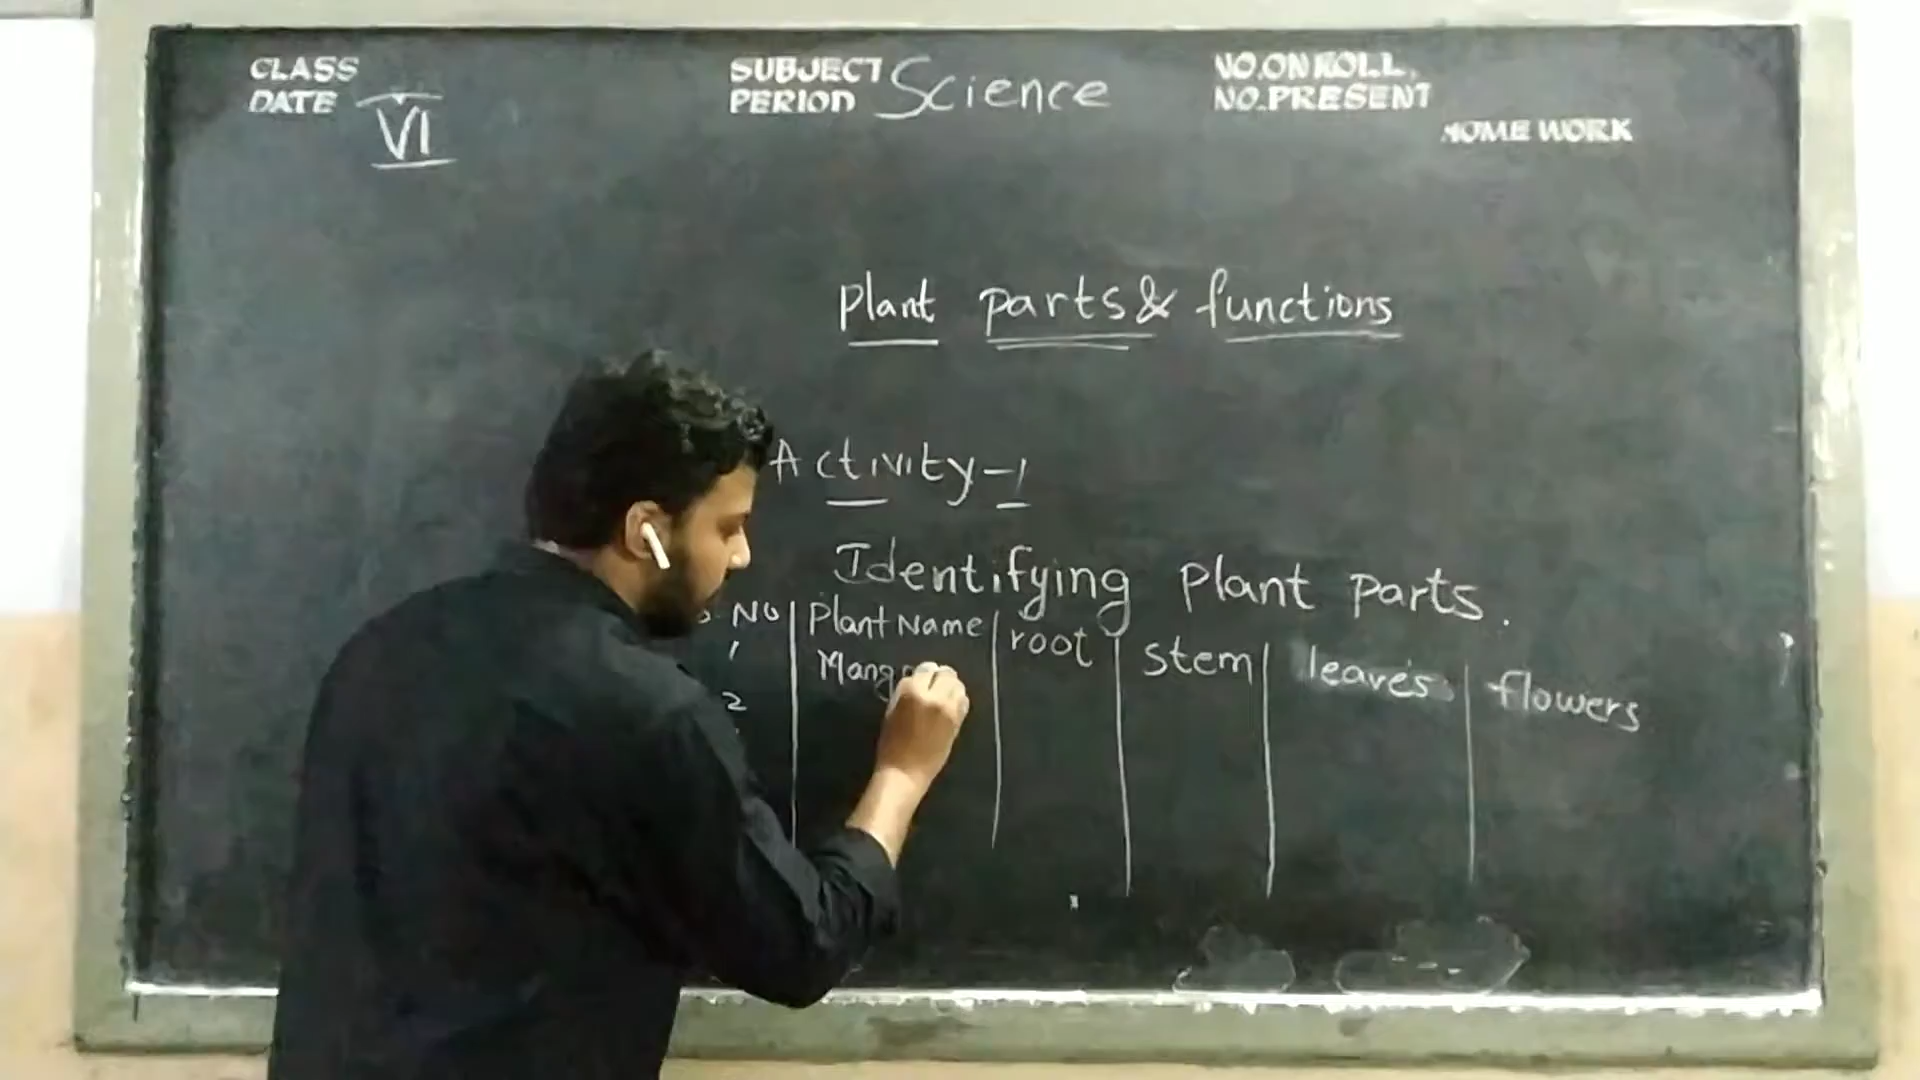 CLASS
DATE VI
SUBJECT Science
PERIOD
NO.ON ROLL.
NO.PRESENT
HOME WORK
Plant parts & functions
Activity-1
Identifying Plant parts.
NO Plant Name root stem leaves flowers
1 Mang
2